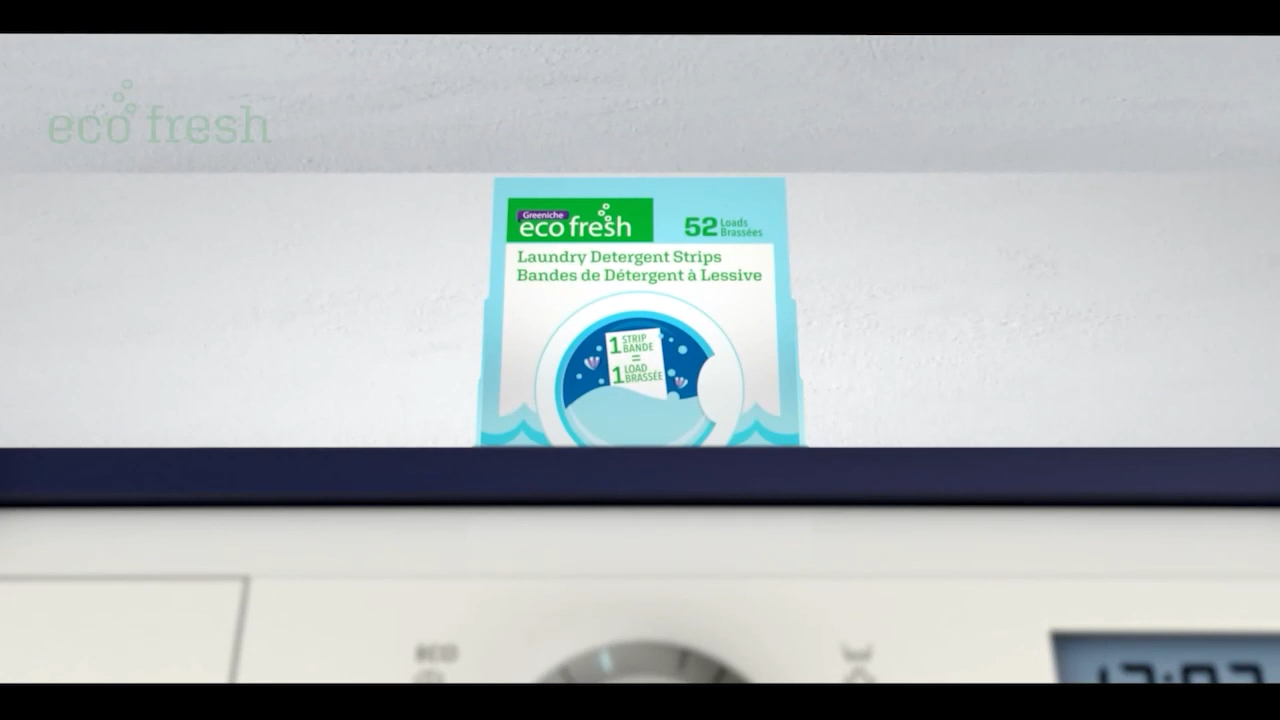 eco fresh
Greeniche
eco fresh
52 Loads
Brassées
Laundry Detergent Strips
Bandes de Détergent à Lessive
1 STRIP
BANDE
=
1 LOAD
BRASSÉE
ECO